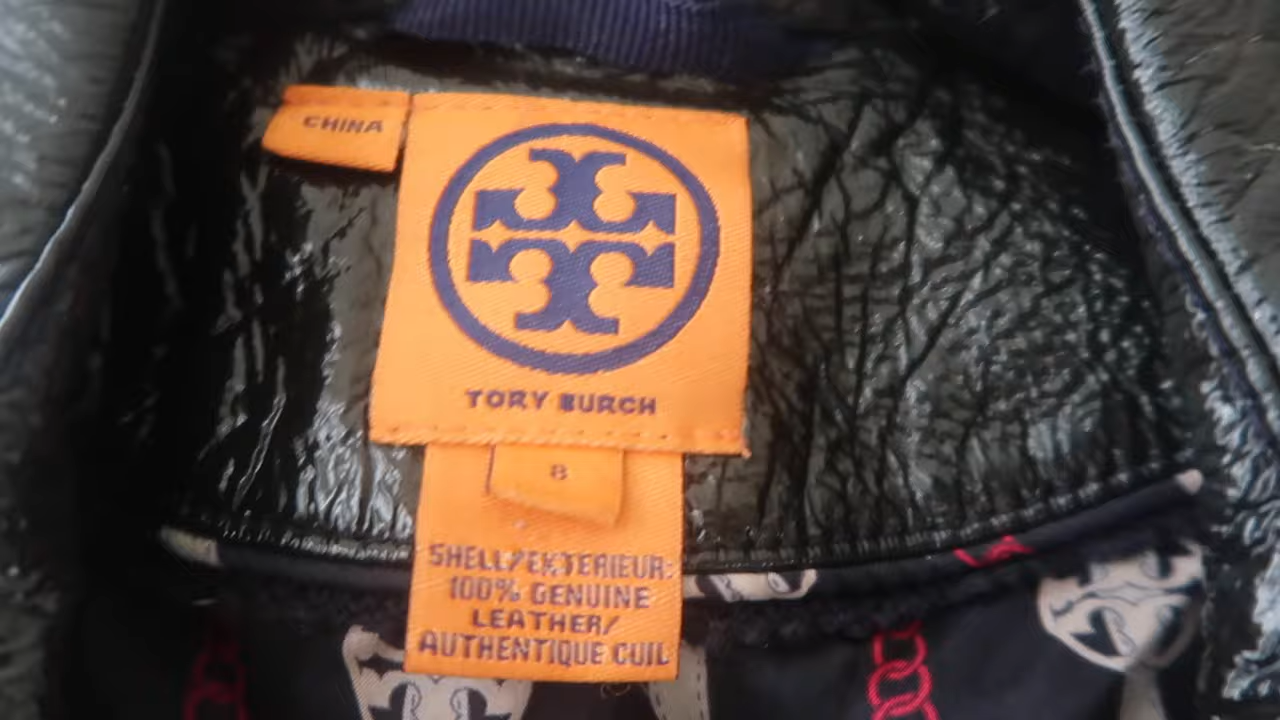 CHINA
TORY BURCH
8
SHELL/EXTERIEUR:
100% GENUINE
LEATHER/
AUTHENTIQUE CUIL